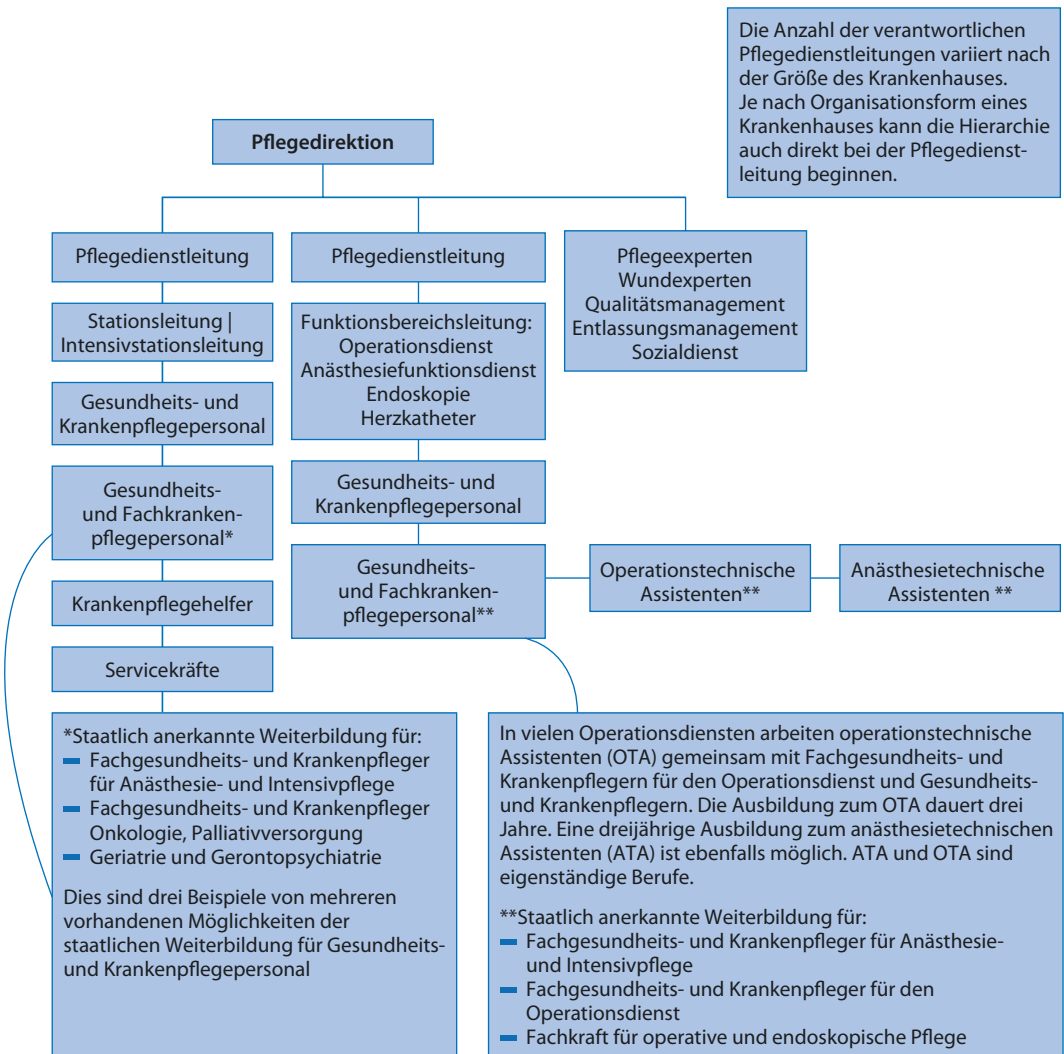 Die Anzahl der verantwortlichen
Pflegedienstleitungen variiert nach
der Größe des Krankenhauses.
Je nach Organisationsform eines
Krankenhauses kann die Hierarchie
auch direkt bei der Pflegedienst-
leitung beginnen.
Pflegedirektion
Pflegedienstleitung
Stationsleitung |
Intensivstationsleitung
Gesundheits- und
Krankenpflegepersonal
Gesundheits-
und Fachkranken-
pflegepersonal*
Krankenpflegehelfer
Servicekräfte
*Staatlich anerkannte Weiterbildung für:
Fachgesundheits- und Krankenpfleger
für Anästhesie- und Intensivpflege
Fachgesundheits- und Krankenpfleger
Onkologie, Palliativversorgung
Geriatrie und Gerontopsychiatrie
Dies sind drei Beispiele von mehreren
vorhandenen Möglichkeiten der
staatlichen Weiterbildung für Gesundheits-
und Krankenpflegepersonal
Pflegedienstleitung
Funktionsbereichsleitung:
Operationsdienst
Anästhesiefunktionsdienst
Endoskopie
Herzkatheter
Gesundheits- und
Krankenpflegepersonal
Gesundheits-
und Fachkranken-
pflegepersonal**
Operationstechnische
Assistenten**
Anästhesietechnische
Assistenten **
In vielen Operationsdiensten arbeiten operationstechnische
Assistenten (OTA) gemeinsam mit Fachgesundheits- und
Krankenpflegern für den Operationsdienst und Gesundheits-
und Krankenpflegern. Die Ausbildung zum OTA dauert drei
Jahre. Eine dreijährige Ausbildung zum anästhesietechnischen
Assistenten (ATA) ist ebenfalls möglich. ATA und OTA sind
eigenständige Berufe.
**Staatlich anerkannte Weiterbildung für:
Fachgesundheits- und Krankenpfleger für Anästhesie-
und Intensivpflege
Fachgesundheits- und Krankenpfleger für den
Operationsdienst
Fachkraft für operative und endoskopische Pflege
Pflegeexperten
Wundexperten
Qualitätsmanagement
Entlassungsmanagement
Sozialdienst